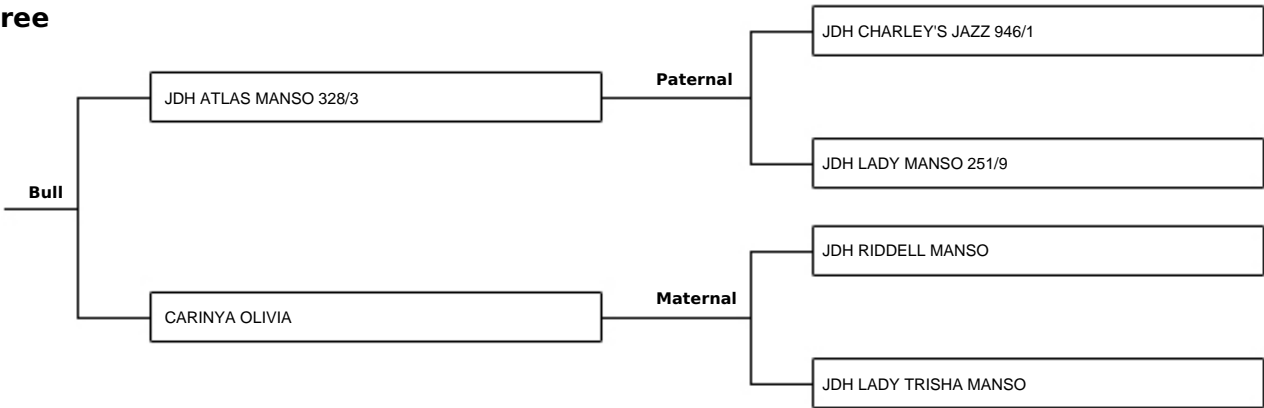 ree
JDH CHARLEY'S JAZZ 946/1
Paternal
JDH ATLAS MANSO 328/3
JDH LADY MANSO 251/9
Bull
JDH RIDDELL MANSO
Maternal
CARINYA OLIVIA
JDH LADY TRISHA MANSO